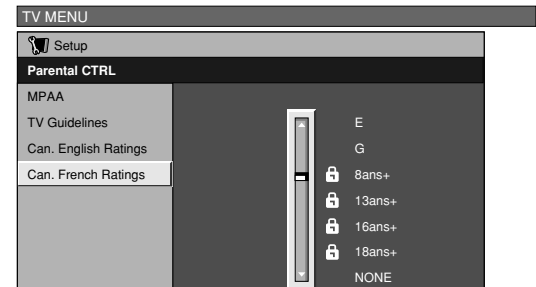 TV MENU
Setup
Parental CTRL
MPAA
TV Guidelines
Can. English Ratings
Can. French Ratings
E
G
8ans+
13ans+
16ans+
18ans+
NONE